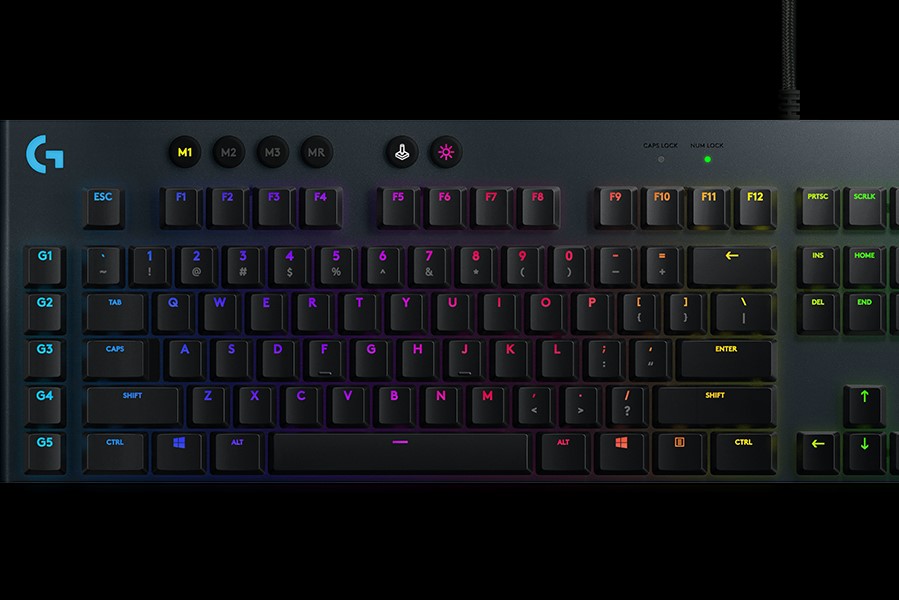 M1 M2 M3 MR CAPS LOCK NUM LOCK
ESC F1 F2 F3 F4 F5 F6 F7 F8 F9 F10 F11 F12 PRTSC SCRLK
G1 ` ~ 1 ! 2 @ 3 # 4 $ 5 % 6 ^ 7 & 8 * 9 ( 0 ) - _ = + ← INS HOME
G2 TAB Q W E R T Y U I O P [ { ] } \ | DEL END
G3 CAPS A S D F G H J K L ; : ' " ENTER
G4 SHIFT Z X C V B N M , < . > / ? SHIFT ↑
G5 CTRL ALT ALT CTRL ← ↓